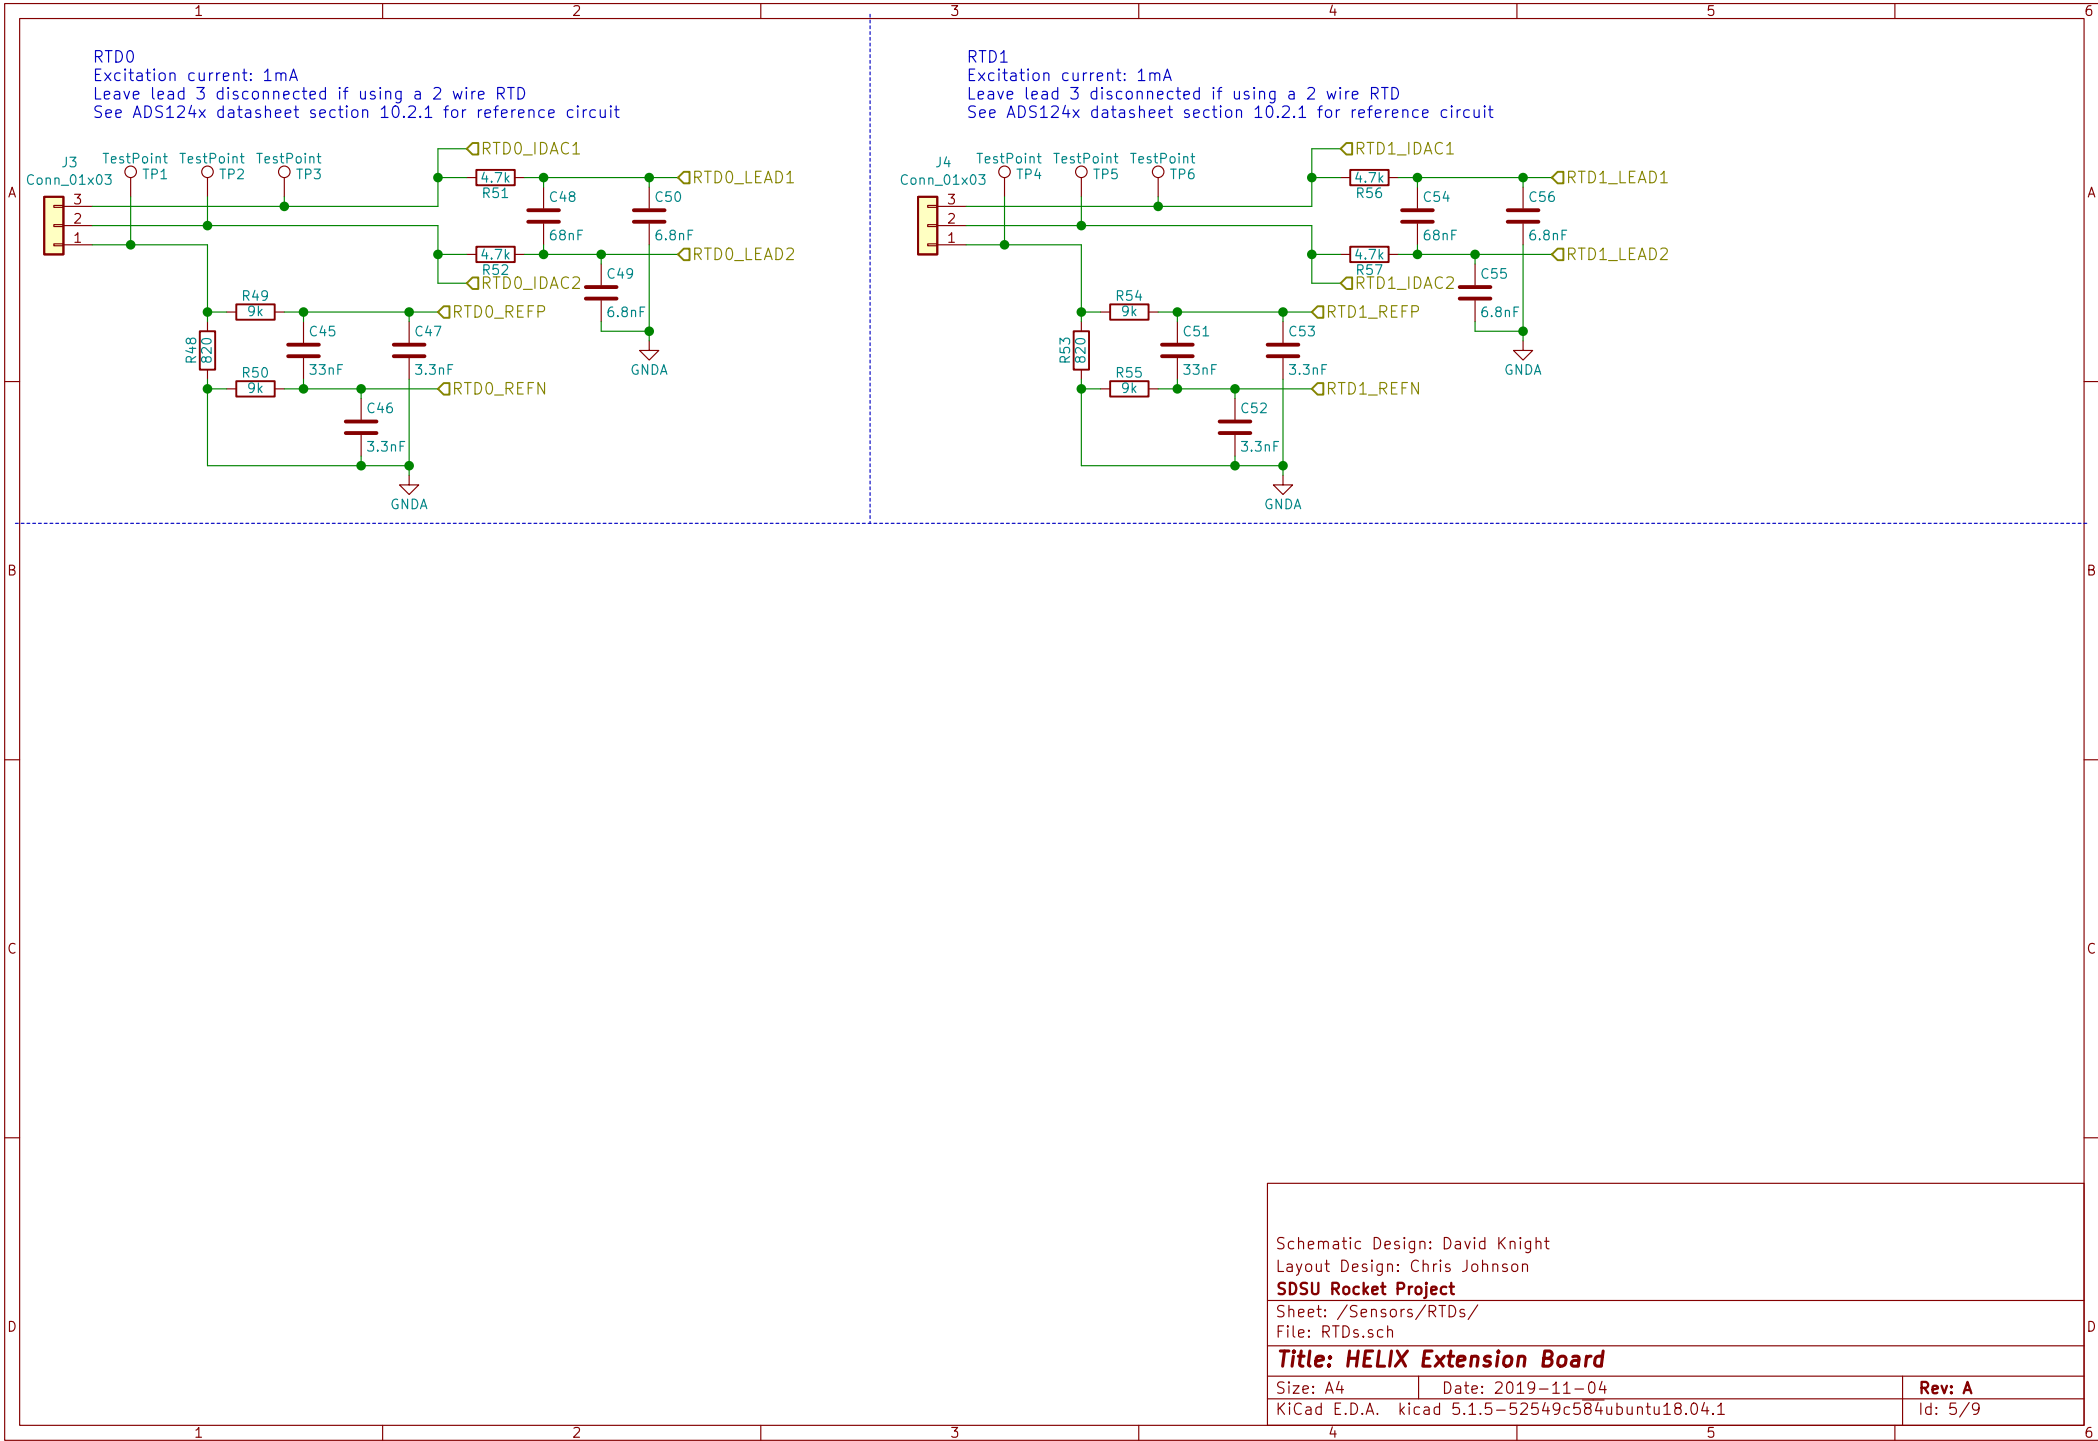 1 2 3 4 5 6
RTD0
Excitation current: 1mA
Leave lead 3 disconnected if using a 2 wire RTD
See ADS124x datasheet section 10.2.1 for reference circuit
J3
Conn_01x03
3
2
1
TestPoint
TP1
TestPoint
TP2
TestPoint
TP3
RTD0_IDAC1
4.7k
R51
RTD0_LEAD1
C48
68nF
C50
6.8nF
4.7k
R52
RTD0_LEAD2
RTD0_IDAC2
C49
6.8nF
GNDA
R49
9k
RTD0_REFP
R48
820
C45
33nF
C47
3.3nF
R50
9k
RTD0_REFN
C46
3.3nF
GNDA
RTD1
Excitation current: 1mA
Leave lead 3 disconnected if using a 2 wire RTD
See ADS124x datasheet section 10.2.1 for reference circuit
J4
Conn_01x03
3
2
1
TestPoint
TP4
TestPoint
TP5
TestPoint
TP6
RTD1_IDAC1
4.7k
R56
RTD1_LEAD1
C54
68nF
C56
6.8nF
4.7k
R57
RTD1_LEAD2
RTD1_IDAC2
C55
6.8nF
GNDA
R54
9k
RTD1_REFP
R53
820
C51
33nF
C53
3.3nF
R55
9k
RTD1_REFN
C52
3.3nF
GNDA
A A
B B
C C
D D
Schematic Design: David Knight
Layout Design: Chris Johnson
SDSU Rocket Project
Sheet: /Sensors/RTDs/
File: RTDs.sch
Title: HELIX Extension Board
Size: A4 Date: 2019-11-04 Rev: A
KiCad E.D.A. kicad 5.1.5-52549c584ubuntu18.04.1 Id: 5/9
1 2 3 4 5 6